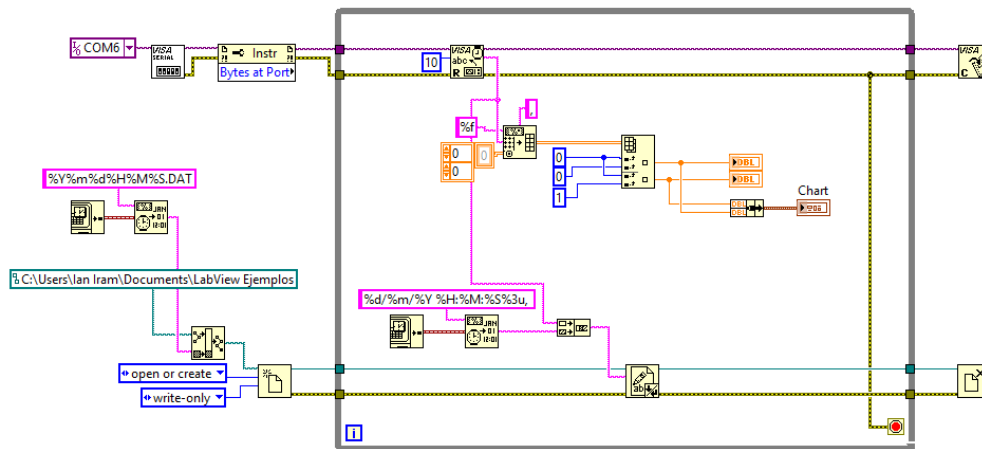 COM6
VISA
SERIAL
Instr
Bytes at Port
VISA
abc
R
10
VISA
C
%f
,
0
0
0
0
0
1
DBL
DBL
DBL
DBL
Chart
%Y%m%d%H%M%S.DAT
JAN
01
12:01
C:\Users\Ian Iram\Documents\LabView Ejemplos
%d/%m/%Y %H:%M:%S%3u,
JAN
01
12:01
open or create
write-only
ab
i